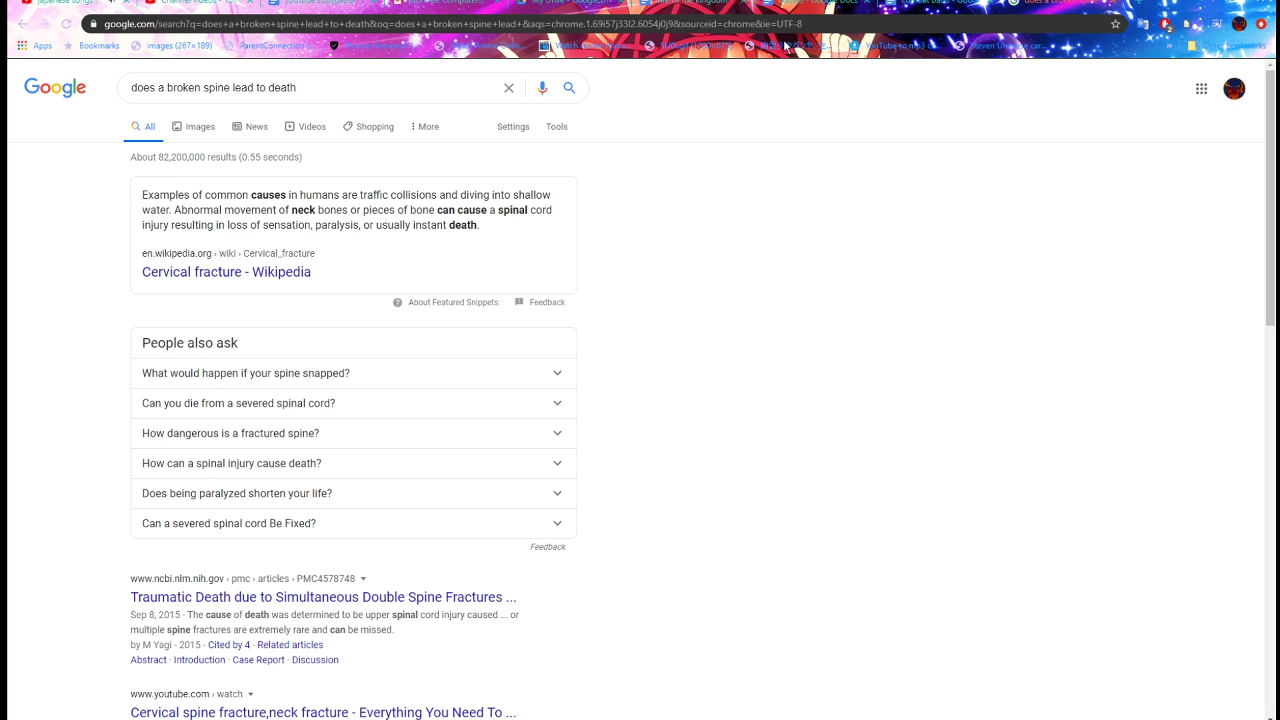 japanese songs
google.com/search?q=does+a+broken+spine+lead+to+death&oq=does+a+broken+spine+lead+&aqs=chrome.1.69i57j33l2.6054j0j9&sourceid=chrome&ie=UTF-8
Apps
Bookmarks
images (267×189)
ParentConnection
YouTube to mp3
Steven Universe car...
Other bookmarks
Google
does a broken spine lead to death
All
Images
News
Videos
Shopping
More
Settings
Tools
About 82,200,000 results (0.55 seconds)
Examples of common causes in humans are traffic collisions and diving into shallow
water. Abnormal movement of neck bones or pieces of bone can cause a spinal cord
injury resulting in loss of sensation, paralysis, or usually instant death.
en.wikipedia.org › wiki › Cervical_fracture
Cervical fracture - Wikipedia
About Featured Snippets
Feedback
People also ask
What would happen if your spine snapped?
Can you die from a severed spinal cord?
How dangerous is a fractured spine?
How can a spinal injury cause death?
Does being paralyzed shorten your life?
Can a severed spinal cord Be Fixed?
Feedback
www.ncbi.nlm.nih.gov › pmc › articles › PMC4578748
Traumatic Death due to Simultaneous Double Spine Fractures ...
Sep 8, 2015 - The cause of death was determined to be upper spinal cord injury caused ... or
multiple spine fractures are extremely rare and can be missed.
by M Yagi - 2015 - Cited by 4 - Related articles
Abstract · Introduction · Case Report · Discussion
www.youtube.com › watch
Cervical spine fracture,neck fracture - Everything You Need To ...